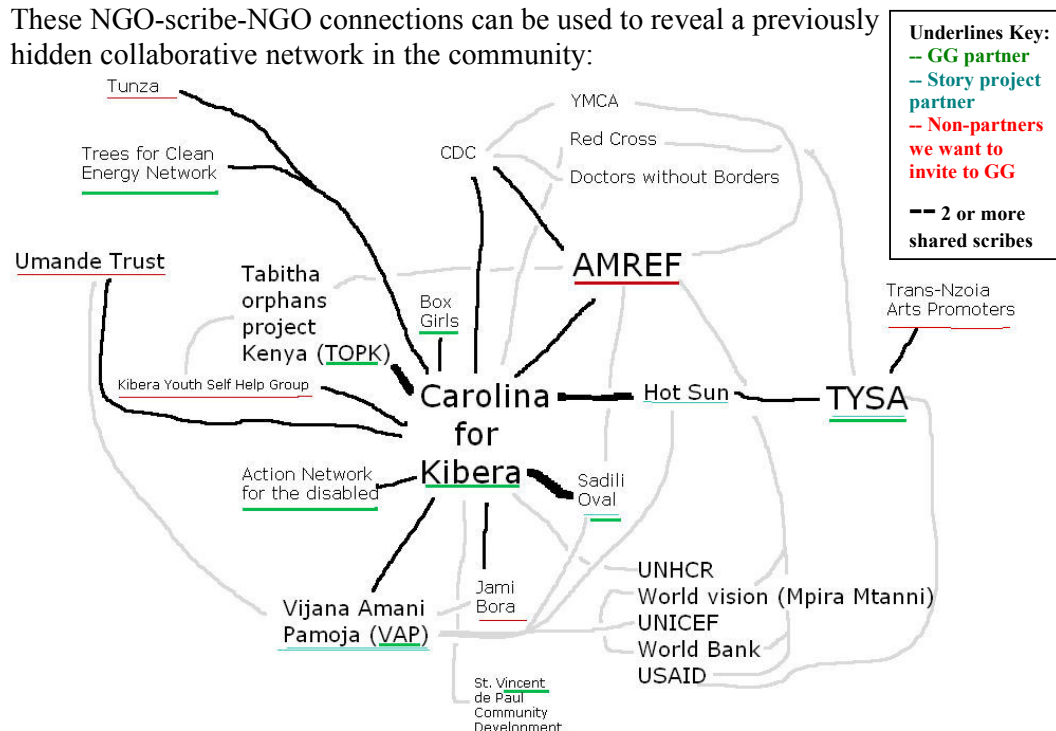 These NGO-scribe-NGO connections can be used to reveal a previously
hidden collaborative network in the community:
Underlines Key:
-- GG partner
-- Story project
partner
-- Non-partners
we want to
invite to GG
-- 2 or more
shared scribes
Tunza
YMCA
Trees for Clean
Energy Network
CDC
Red Cross
Doctors without Borders
Umande Trust
Tabitha
orphans
project
Kenya (TOPK)
Box
Girls
AMREF
Trans-Nzoia
Arts Promoters
Kibera Youth Self Help Group
Carolina
for
Kibera
Hot Sun
TYSA
Action Network
for the disabled
Sadili
Oval
Vijana Amani
Pamoja (VAP)
Jami
Bora
UNHCR
World vision (Mpira Mtanni)
UNICEF
World Bank
USAID
St. Vincent
de Paul
Community
Development